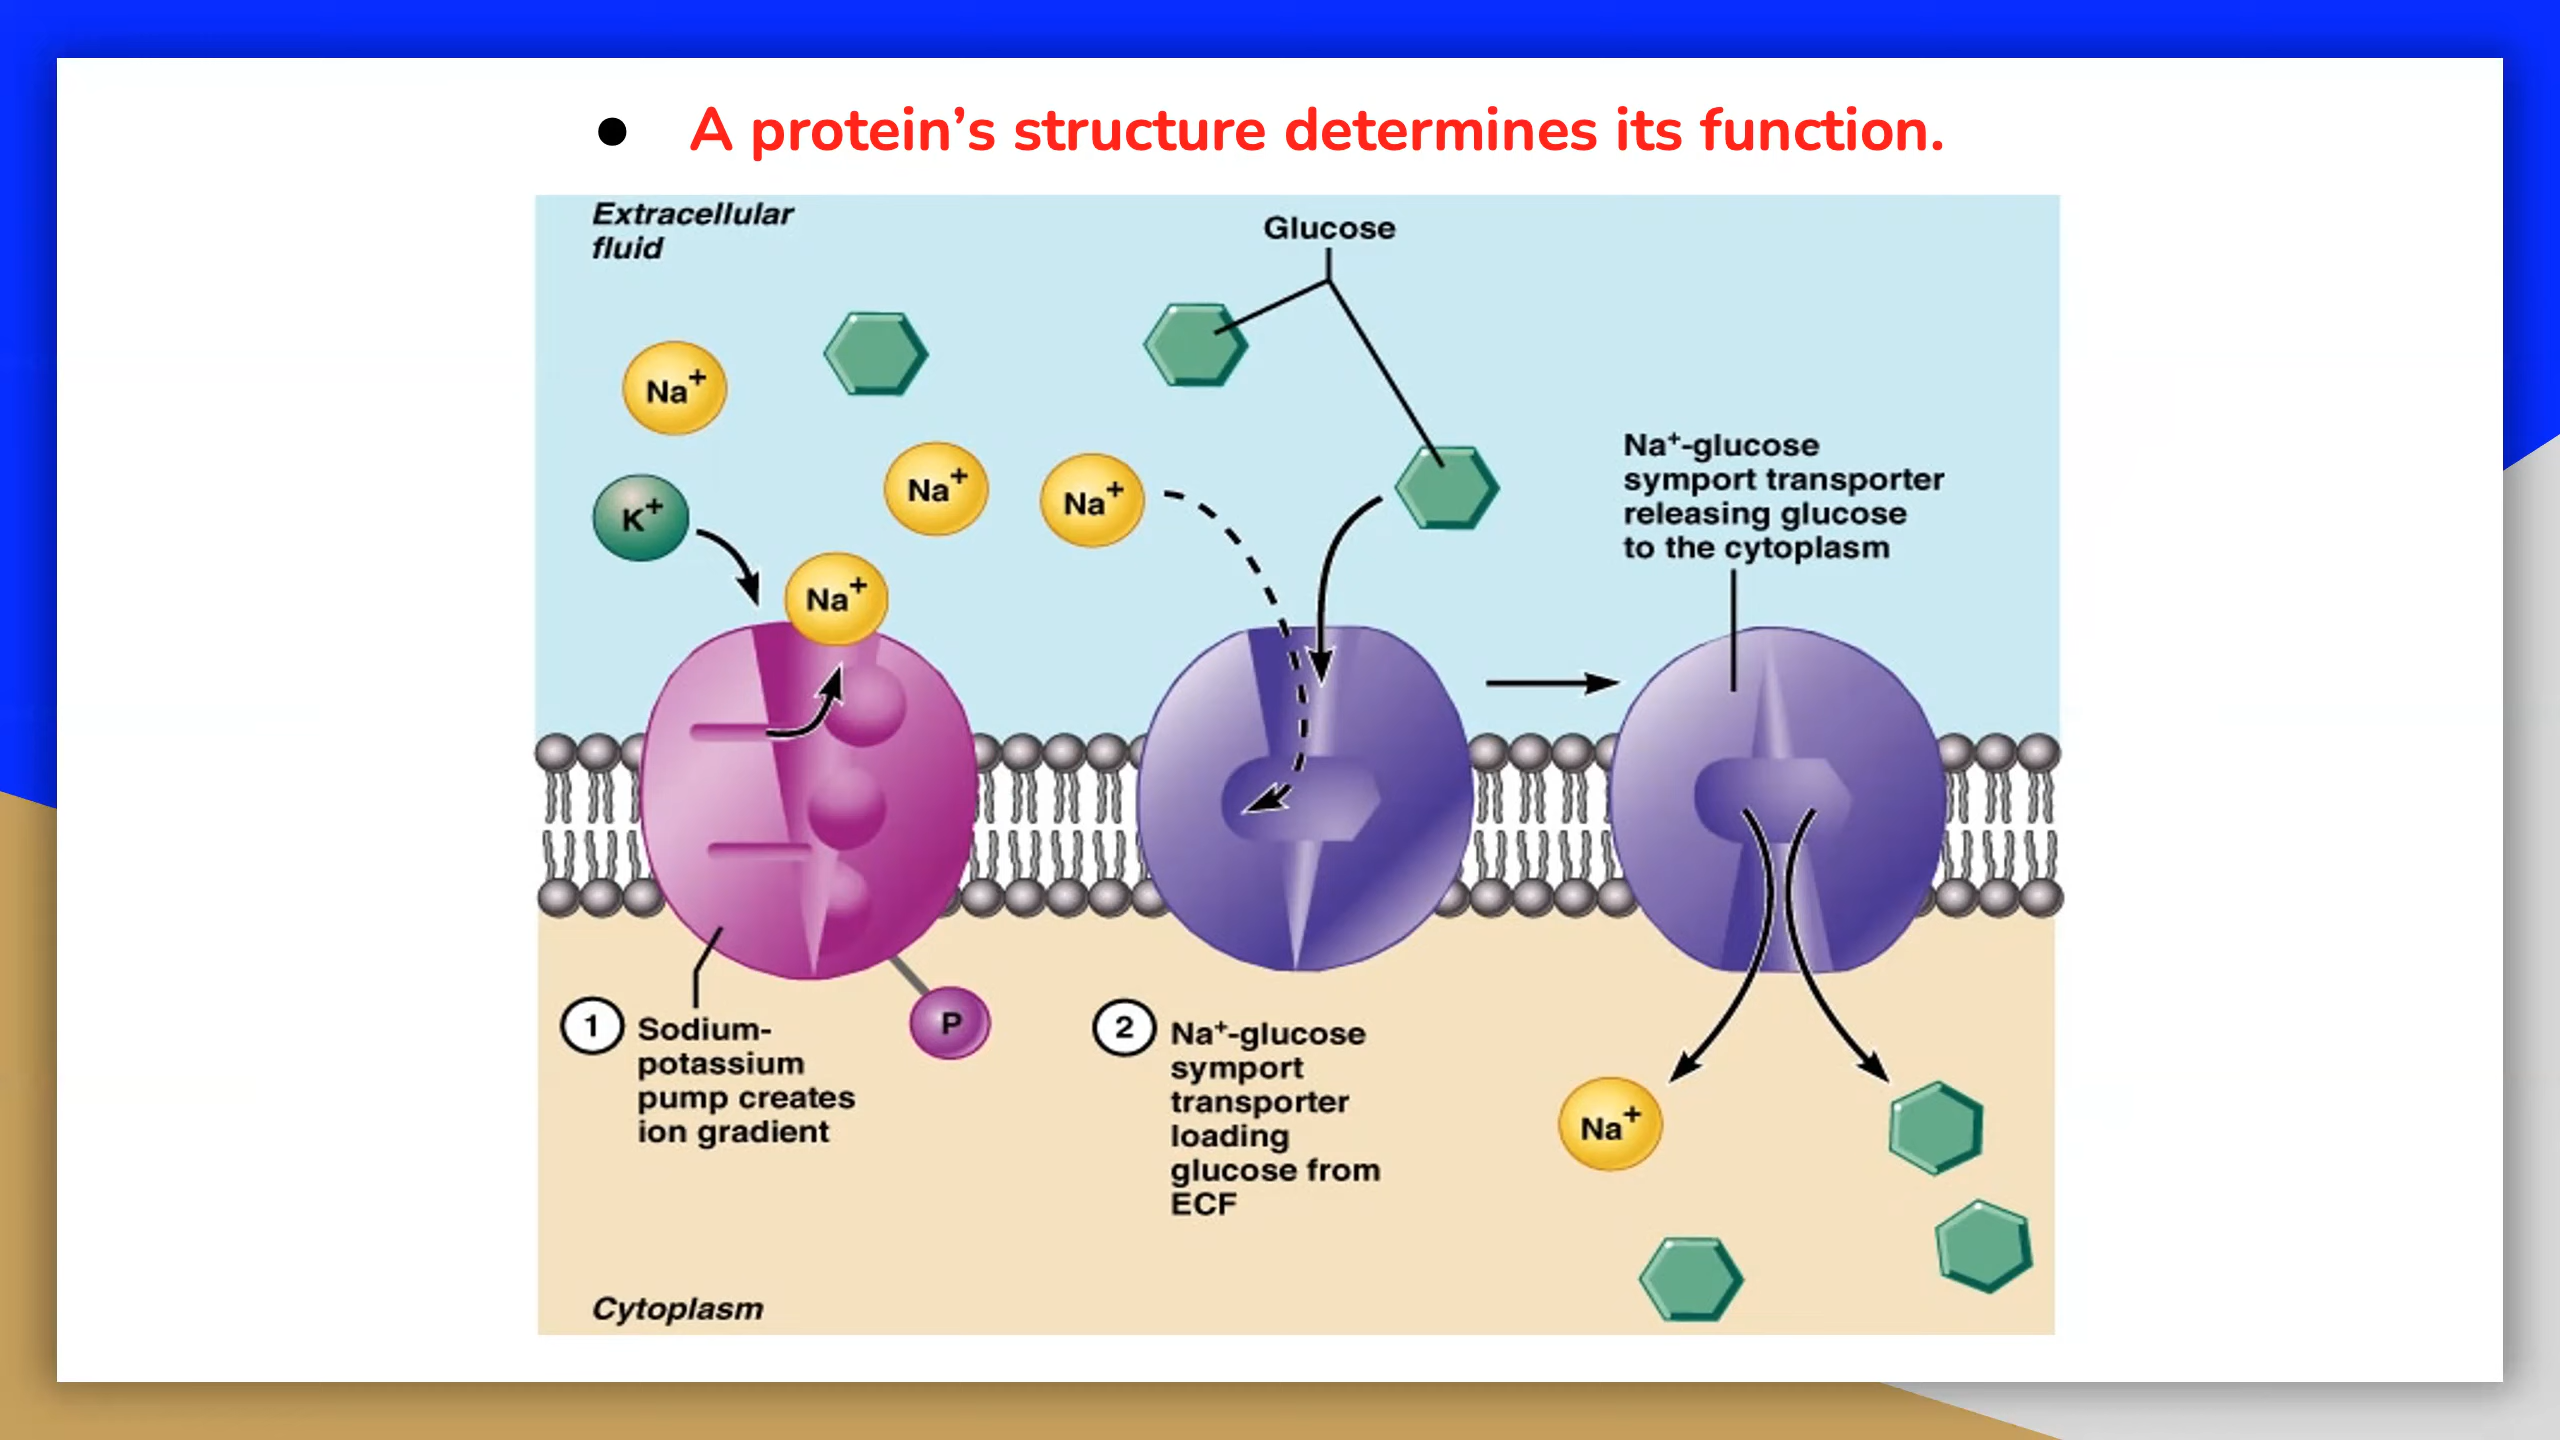 ● A protein’s structure determines its function.
Extracellular
fluid
Glucose
Na+
K+
Na+
Na+
Na+
Na+-glucose
symport transporter
releasing glucose
to the cytoplasm
1
Sodium-
potassium
pump creates
ion gradient
P
2
Na+-glucose
symport
transporter
loading
glucose from
ECF
Na+
Cytoplasm